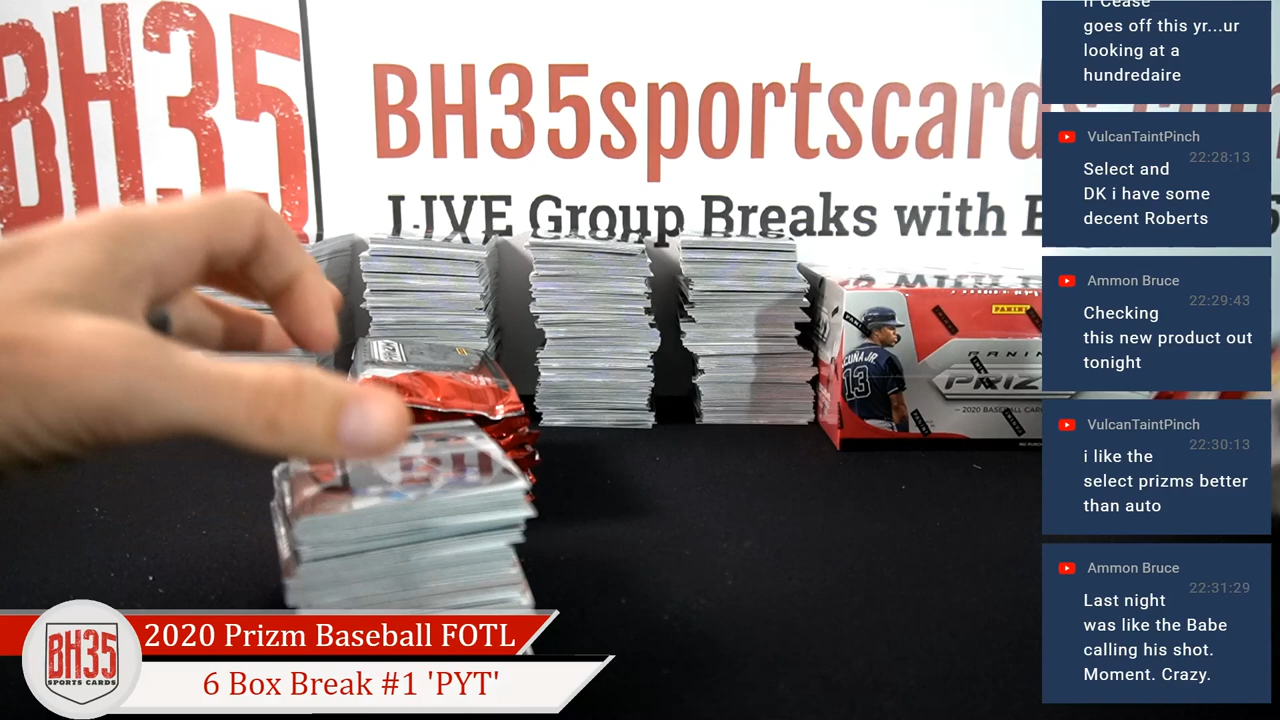 BH35
BH35sportscards
LIVE Group Breaks with
CUÑA JR.
13
PANINI
PRIZM
2020 BASEBALL CAR
2020 Prizm Baseball FOTL
6 Box Break #1 'PYT'
BH35
SPORTS CARDS
goes off this yr...ur
looking at a
hundredaire
VulcanTaintPinch
22:28:13
Select and
DK i have some
decent Roberts
Ammon Bruce
22:29:43
Checking
this new product out
tonight
VulcanTaintPinch
22:30:13
i like the
select prizms better
than auto
Ammon Bruce
22:31:29
Last night
was like the Babe
calling his shot.
Moment. Crazy.